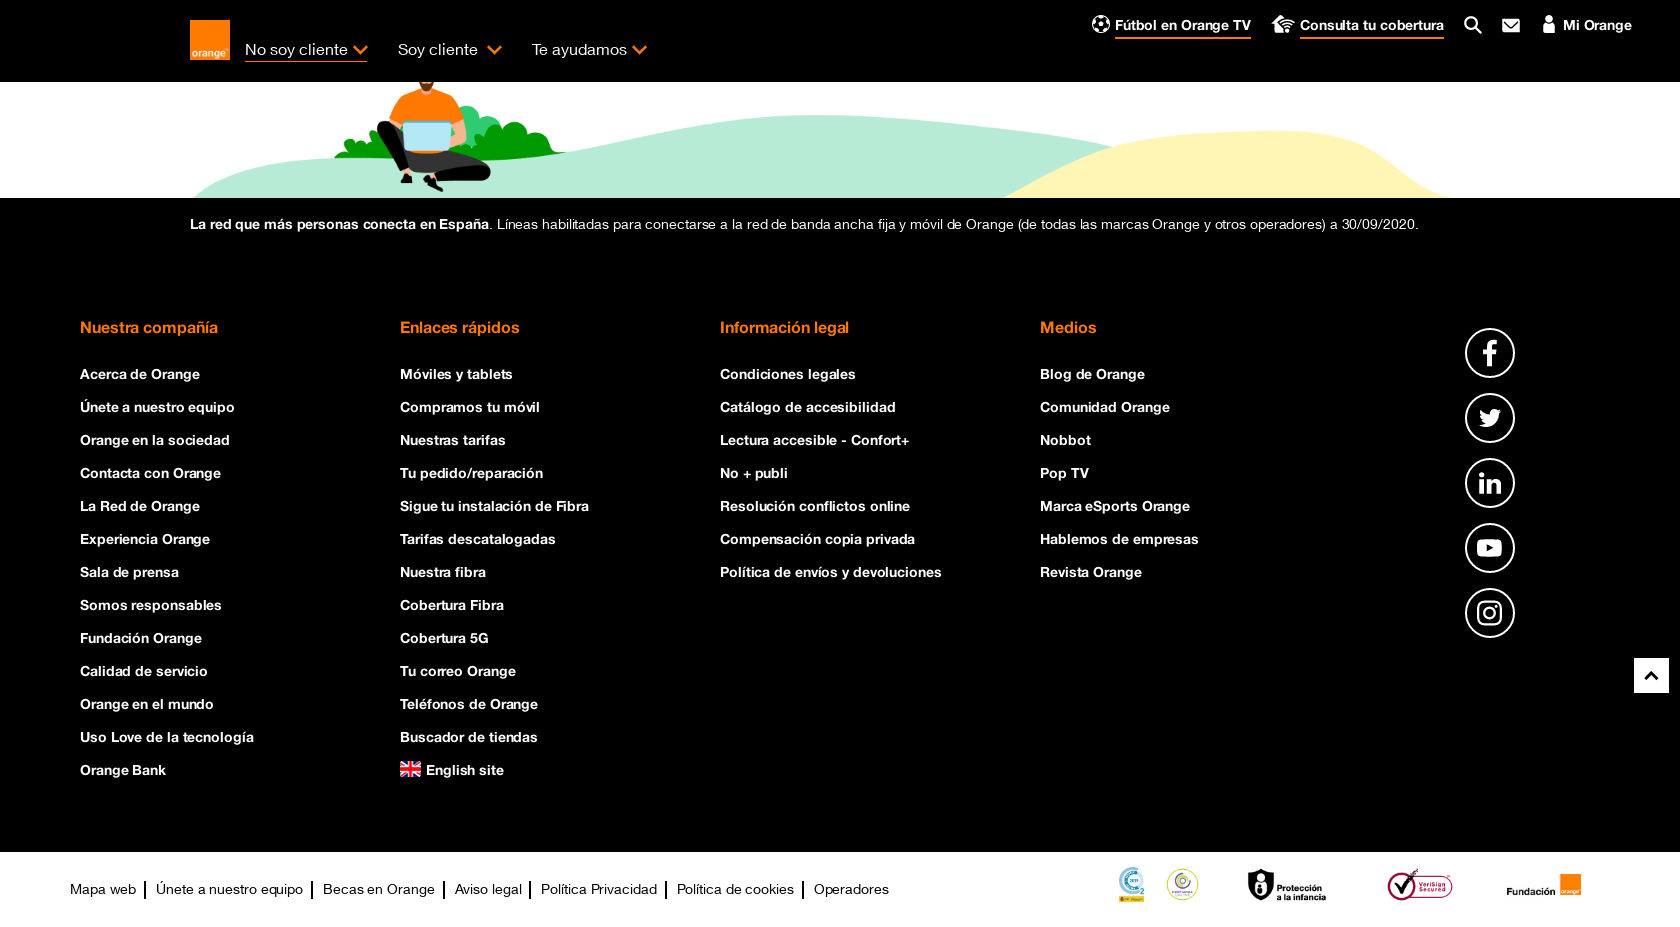 Fútbol en Orange TV
Consulta tu cobertura
Mi Orange
orange
No soy cliente
Soy cliente
Te ayudamos
La red que más personas conecta en España. Líneas habilitadas para conectarse a la red de banda ancha fija y móvil de Orange (de todas las marcas Orange y otros operadores) a 30/09/2020.
Nuestra compañía
Acerca de Orange
Únete a nuestro equipo
Orange en la sociedad
Contacta con Orange
La Red de Orange
Experiencia Orange
Sala de prensa
Somos responsables
Fundación Orange
Calidad de servicio
Orange en el mundo
Uso Love de la tecnología
Orange Bank
Enlaces rápidos
Móviles y tablets
Compramos tu móvil
Nuestras tarifas
Tu pedido/reparación
Sigue tu instalación de Fibra
Tarifas descatalogadas
Nuestra fibra
Cobertura Fibra
Cobertura 5G
Tu correo Orange
Teléfonos de Orange
Buscador de tiendas
English site
Información legal
Condiciones legales
Catálogo de accesibilidad
Lectura accesible - Confort+
No + publi
Resolución conflictos online
Compensación copia privada
Política de envíos y devoluciones
Medios
Blog de Orange
Comunidad Orange
Nobbot
Pop TV
Marca eSports Orange
Hablemos de empresas
Revista Orange
Mapa web
Únete a nuestro equipo
Becas en Orange
Aviso legal
Política Privacidad
Política de cookies
Operadores
Protección
a la infancia
VeriSign
Secured
Fundación
orange